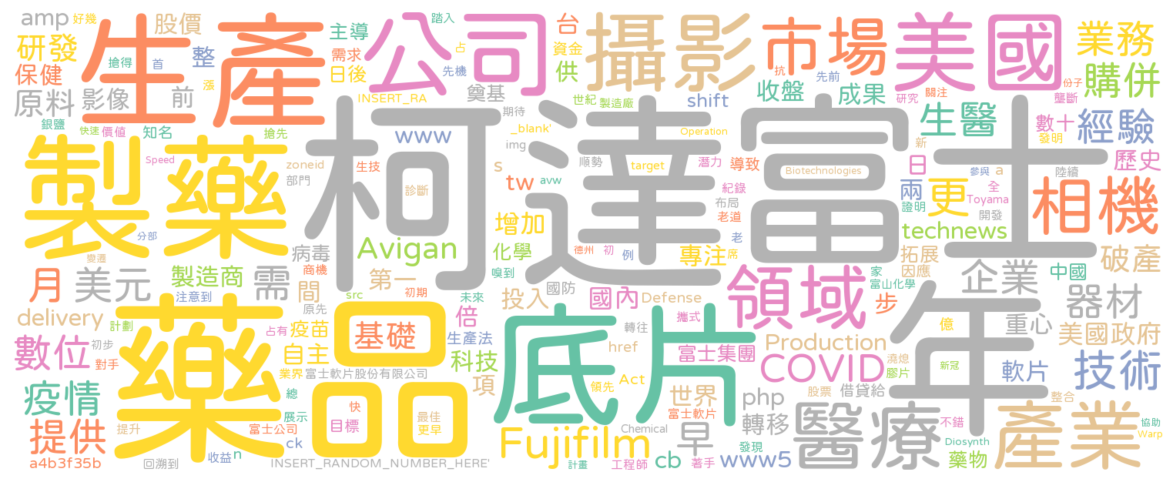 amp 好幾 股價 主導 踏入 台 占 資金
生產 公司 攝影 市場 美國 業務
研發 搶得 首 整 需求 供 抗 份子
保健 漲 日後 先機 收盤 先前 成果 關注 壟斷 購併
原料 影像 前 INSERT_RA 奠基 世紀 製造廠 研究
銀鹽 快速 價值 知名 搶先 www _blank' 期待 shift Operation 生醫 新 數十 發明 經驗
製藥 柯達 富士 年
Speed zoneid 生技 s img 順勢 target 潛力 導致 日 兩 參與 a 陸續 歷史
部門 診斷 tw avw 紀錄 Biotechnologies 更 證明 全 Toyama 相機
分部 增加 布局 老道 老 technews 開發
變遷 病毒 Avigan 化學 德州 初 例 專注 席 拓展 破產
月 美元 製造商 需 商機 第一 嗅到 領域 家 因應 企業 中國
注意到 間 國防 富山化學 器材
delivery 計劃 原先 src 初期 未來 投入 國內 Defense 步 億 重心 美國政府
占有 疫苗 基礎 倍 生產法 轉往 攜式 Production
數位 初步 對手 藥品 自主 科技 底片 href 富士集團 COVID 澆熄 膠片 新冠 軟片 技術
業界 富士軟片股份有限公司 項 領先 Act 世界 股票 借貸給 整合
疫情 總 展示 快 最佳 php 醫療 產業
提供 提升 富士公司 目標 更早 Fujifilm 富士軟片 早 轉移 不錯 協助
回溯到 收益 n ck Chemical 發現 Diosynth Warp
a4b3f35b INSERT_RANDOM_NUMBER_HERE' 計畫 工程師 cb 著手 www5 藥物